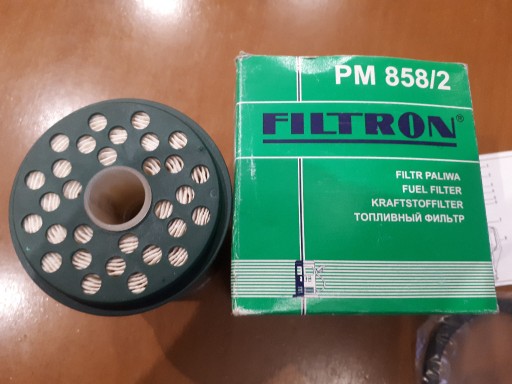 PM 858/2
FILTRON®
FILTR PALIWA
FUEL FILTER
KRAFTSTOFFILTER
ТОПЛИВНЫЙ ФИЛЬТР